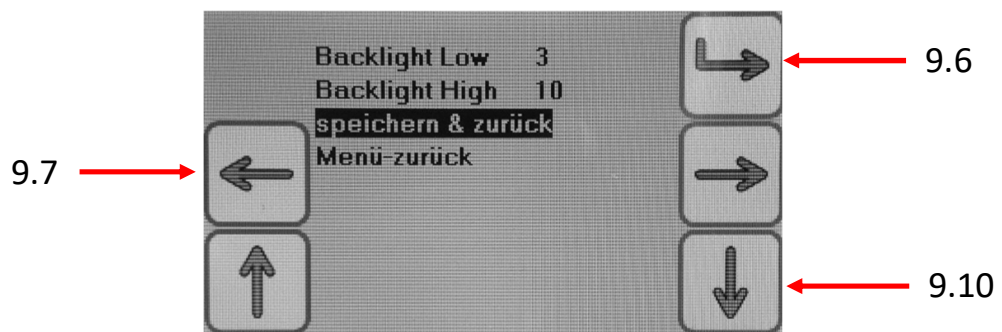 Backlight Low 3
9.6
Backlight High 10
speichern & zurück
Menü-zurück
9.7
9.10